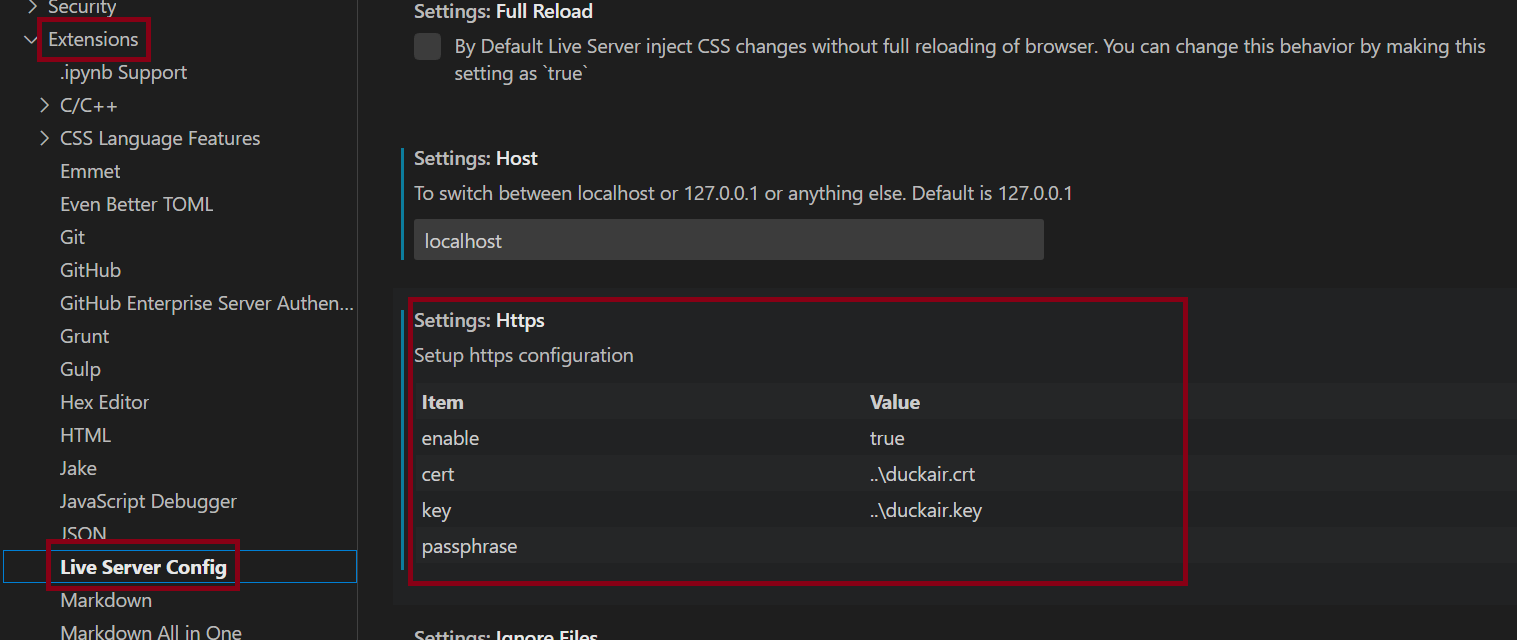 Security
Extensions
.ipynb Support
C/C++
CSS Language Features
Emmet
Even Better TOML
Git
GitHub
GitHub Enterprise Server Authen...
Grunt
Gulp
Hex Editor
HTML
Jake
JavaScript Debugger
JSON
Live Server Config
Markdown
Markdown All in One
Settings: Full Reload
By Default Live Server inject CSS changes without full reloading of browser. You can change this behavior by making this
setting as `true`
Settings: Host
To switch between localhost or 127.0.0.1 or anything else. Default is 127.0.0.1
localhost
Settings: Https
Setup https configuration
Item Value
enable true
cert ..\duckair.crt
key ..\duckair.key
passphrase
Settings: Ignore Files